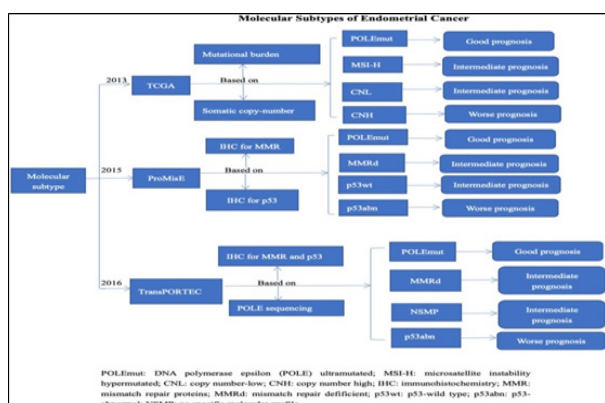 Molecular Subtypes of Endometrial Cancer
POLEmut
Good prognosis
Mutational burden
2013
TCGA
Based on
MSI-H
Intermediate prognosis
CNL
Intermediate prognosis
Somatic copy-number
CNH
Worse prognosis
POLEmut
Good prognosis
IHC for MMR
MMRd
Intermediate prognosis
Molecular
subtype
2015
ProMisE
Based on
p53wt
Intermediate prognosis
IHC for p53
p53abn
Worse prognosis
IHC for MMR and p53
POLEmut
Good prognosis
2016
TransPORTEC
Based on
MMRd
Intermediate
prognosis
POLE sequencing
NSMP
Intermediate
prognosis
p53abn
Worse prognosis
POLEmut: DNA polymerase epsilon (POLE) ultramutated; MSI-H: microsatellite instability
hypermutated; CNL: copy number-low; CNH: copy number high; IHC: immunohistochemistry; MMR:
mismatch repair proteins; MMRd: mismatch repair defificient; p53wt: p53-wild type; p53abn: p53-